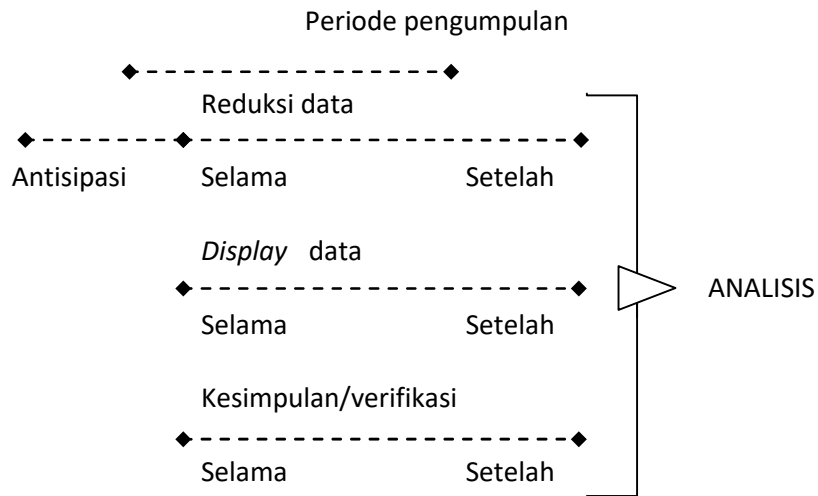 Periode pengumpulan
Reduksi data
Antisipasi Selama Setelah
Display data
Selama Setelah
ANALISIS
Kesimpulan/verifikasi
Selama Setelah